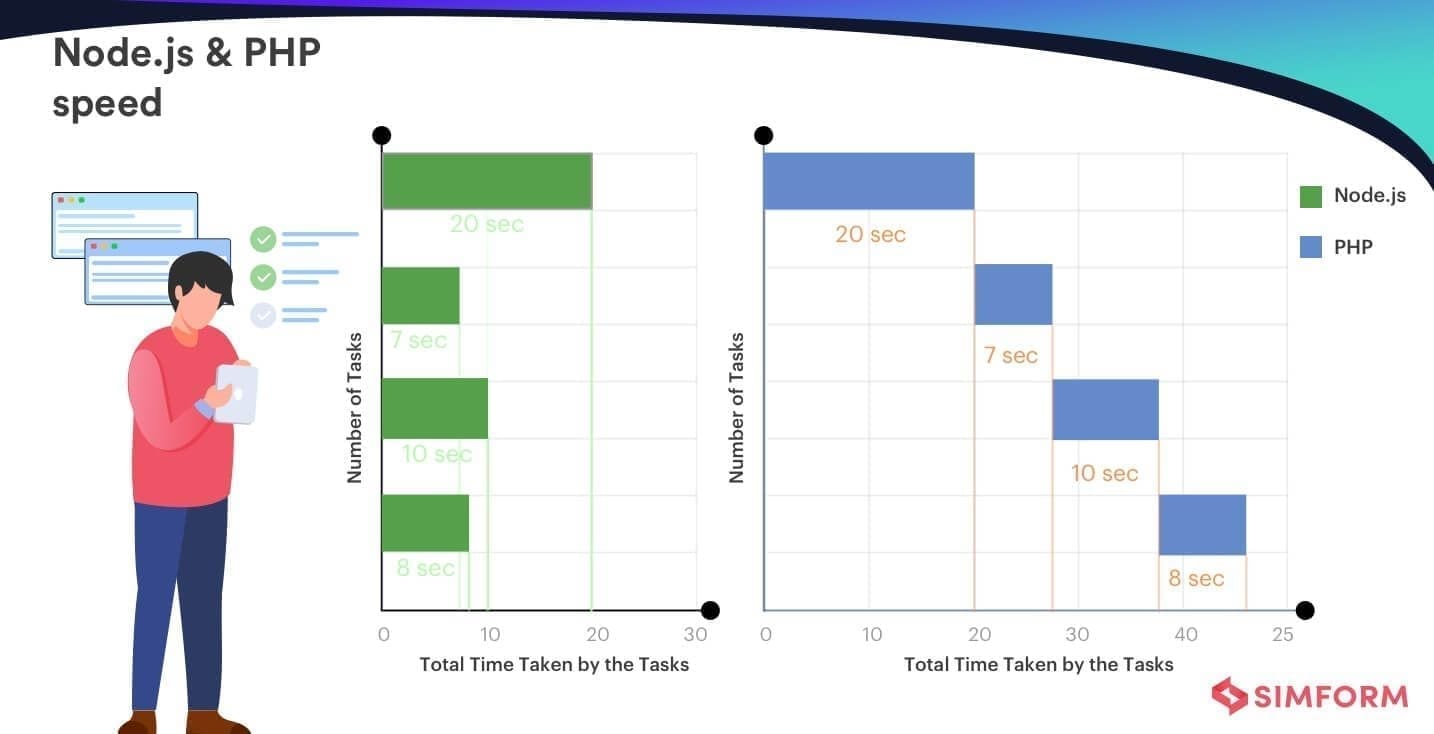 Node.js & PHP
speed
Number of Tasks
20 sec
7 sec
10 sec
8 sec
0 10 20 30
Total Time Taken by the Tasks
Number of Tasks
20 sec
7 sec
10 sec
8 sec
0 10 20 30 40 25
Total Time Taken by the Tasks
Node.js
PHP
SIMFORM